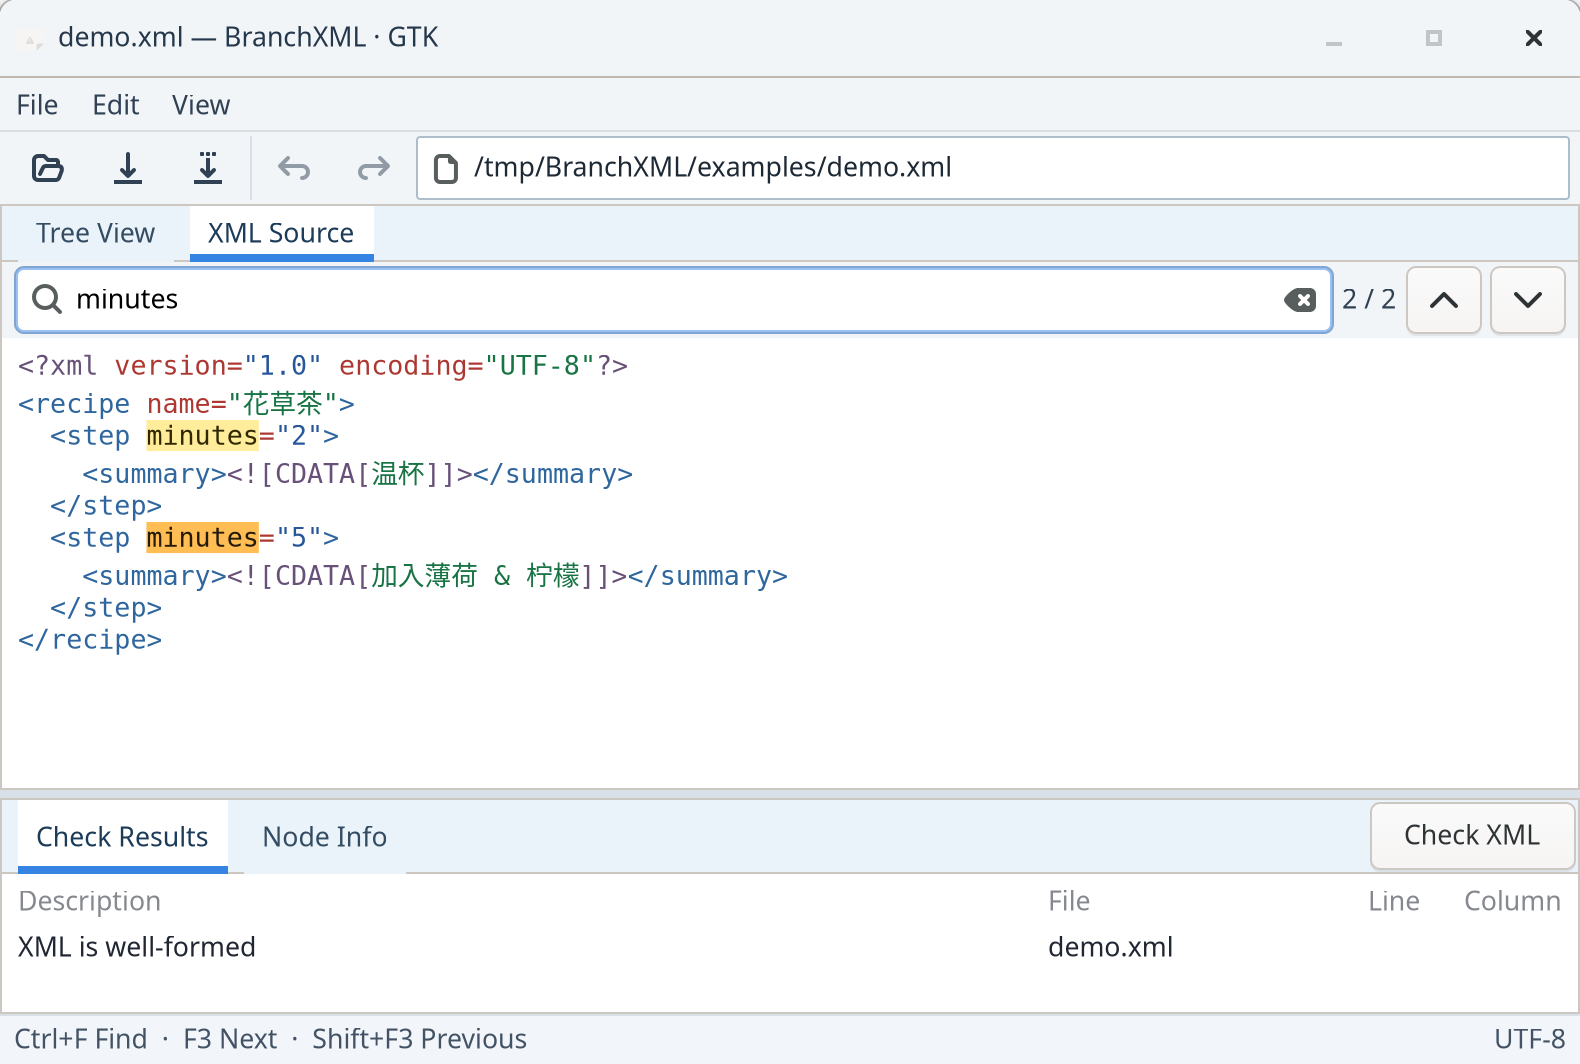 demo.xml — BranchXML · GTK
File Edit View
/tmp/BranchXML/examples/demo.xml
Tree View XML Source
minutes 2 / 2
<?xml version="1.0" encoding="UTF-8"?>
<recipe name="花草茶">
  <step minutes="2">
    <summary><![CDATA[温杯]]></summary>
  </step>
  <step minutes="5">
    <summary><![CDATA[加入薄荷 & 柠檬]]></summary>
  </step>
</recipe>
Check Results Node Info Check XML
Description File Line Column
XML is well-formed demo.xml
Ctrl+F Find · F3 Next · Shift+F3 Previous UTF-8